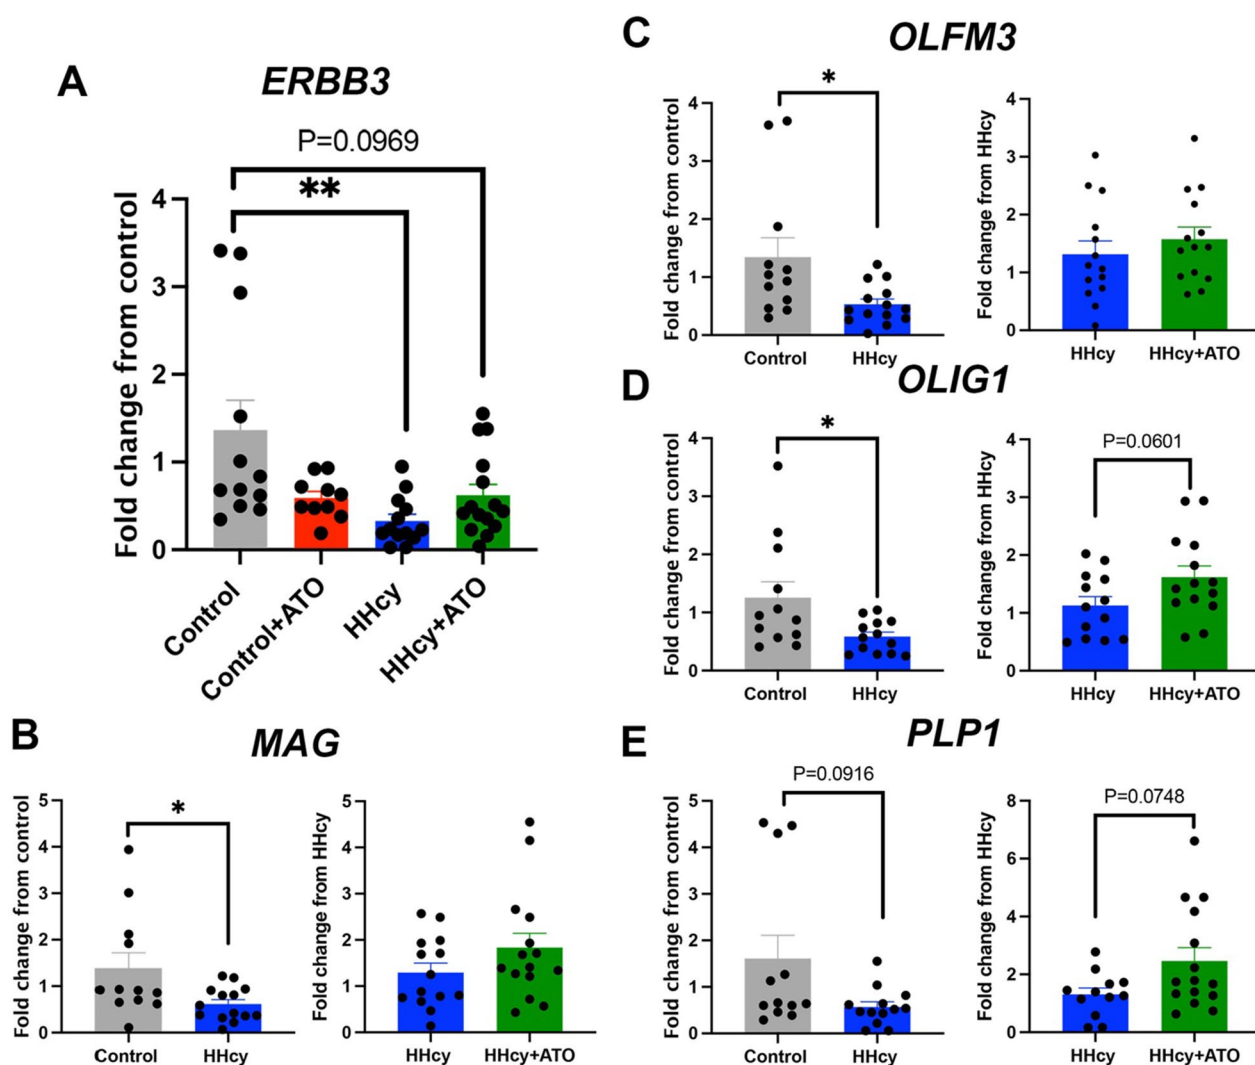 A
ERBB3
P=0.0969
**
Fold change from control
4
3
2
1
0
Control
Control+ATO
HHcy
HHcy+ATO
B
MAG
*
Fold change from control
5
4
3
2
1
0
Control
HHcy
Fold change from HHcy
5
4
3
2
1
0
HHcy
HHcy+ATO
C
OLFM3
*
Fold change from control
4
3
2
1
0
Control
HHcy
Fold change from HHcy
4
3
2
1
0
HHcy
HHcy+ATO
D
OLIG1
*
Fold change from control
4
3
2
1
0
Control
HHcy
P=0.0601
Fold change from HHcy
4
3
2
1
0
HHcy
HHcy+ATO
E
PLP1
P=0.0916
Fold change from control
5
4
3
2
1
0
Control
HHcy
P=0.0748
Fold change from HHcy
8
6
4
2
0
HHcy
HHcy+ATO